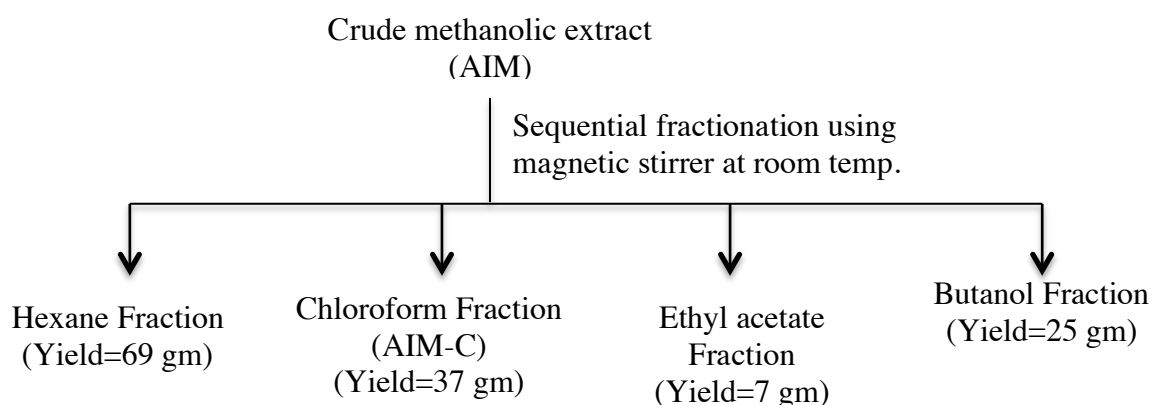 Crude methanolic extract
(AIM)
Sequential fractionation using
magnetic stirrer at room temp.
Hexane Fraction
(Yield=69 gm)
Chloroform Fraction
(AIM-C)
(Yield=37 gm)
Ethyl acetate
Fraction
(Yield=7 gm)
Butanol Fraction
(Yield=25 gm)